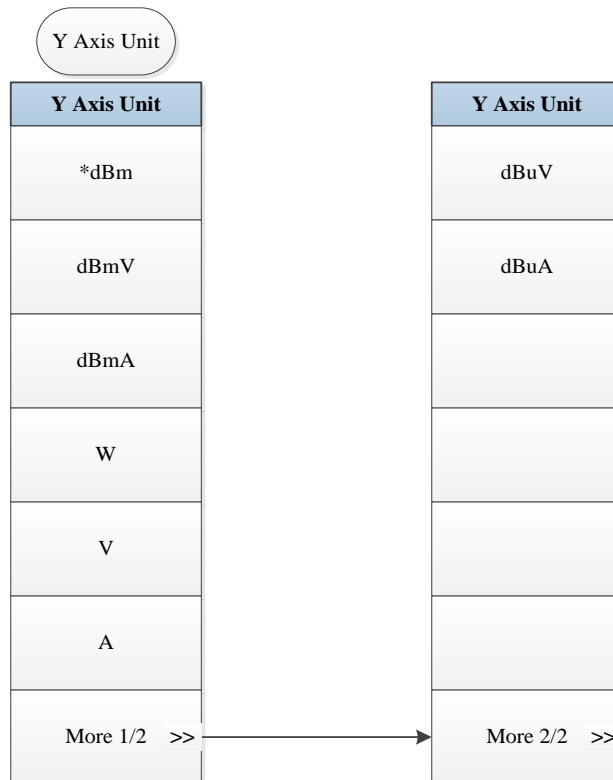 Y Axis Unit
Y Axis Unit
*dBm
dBmV
dBmA
W
V
A
More 1/2 >>
Y Axis Unit
dBuV
dBuA
More 2/2 >>